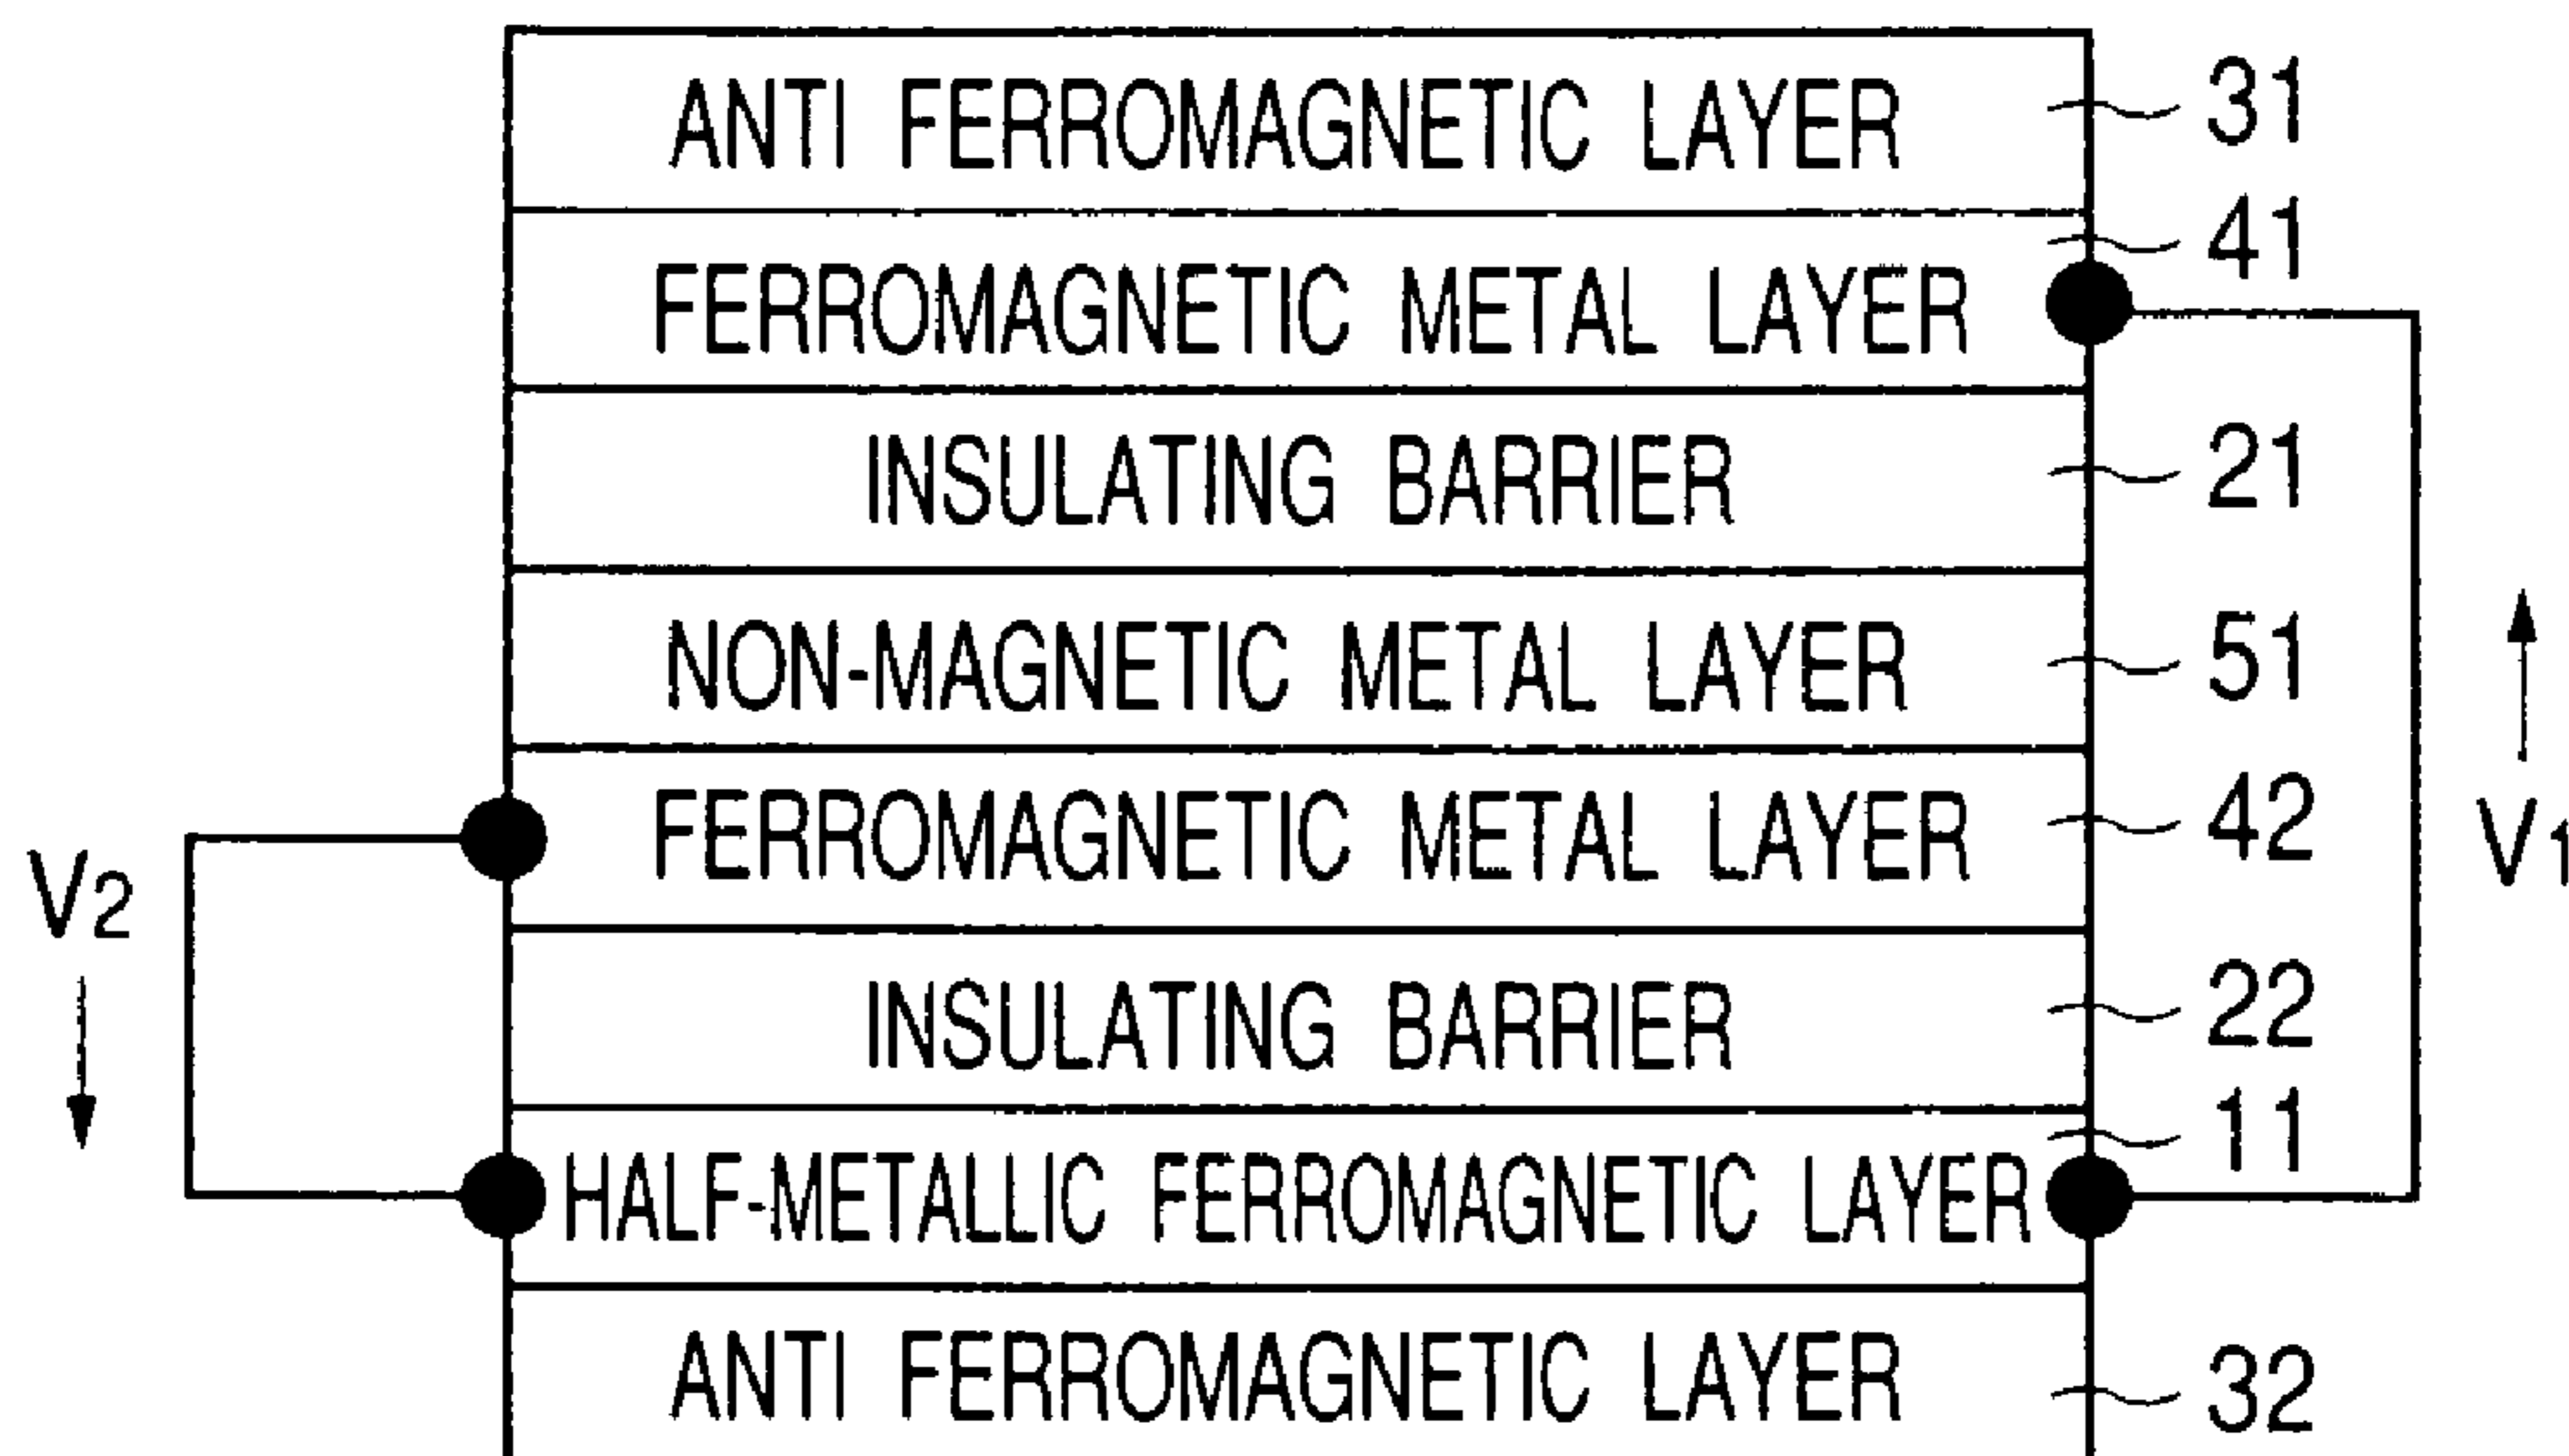 ANTI FERROMAGNETIC LAYER 31
FERROMAGNETIC METAL LAYER 41
INSULATING BARRIER 21
NON-MAGNETIC METAL LAYER 51
FERROMAGNETIC METAL LAYER 42
V2
V1
INSULATING BARRIER 22
HALF-METALLIC FERROMAGNETIC LAYER 11
ANTI FERROMAGNETIC LAYER 32